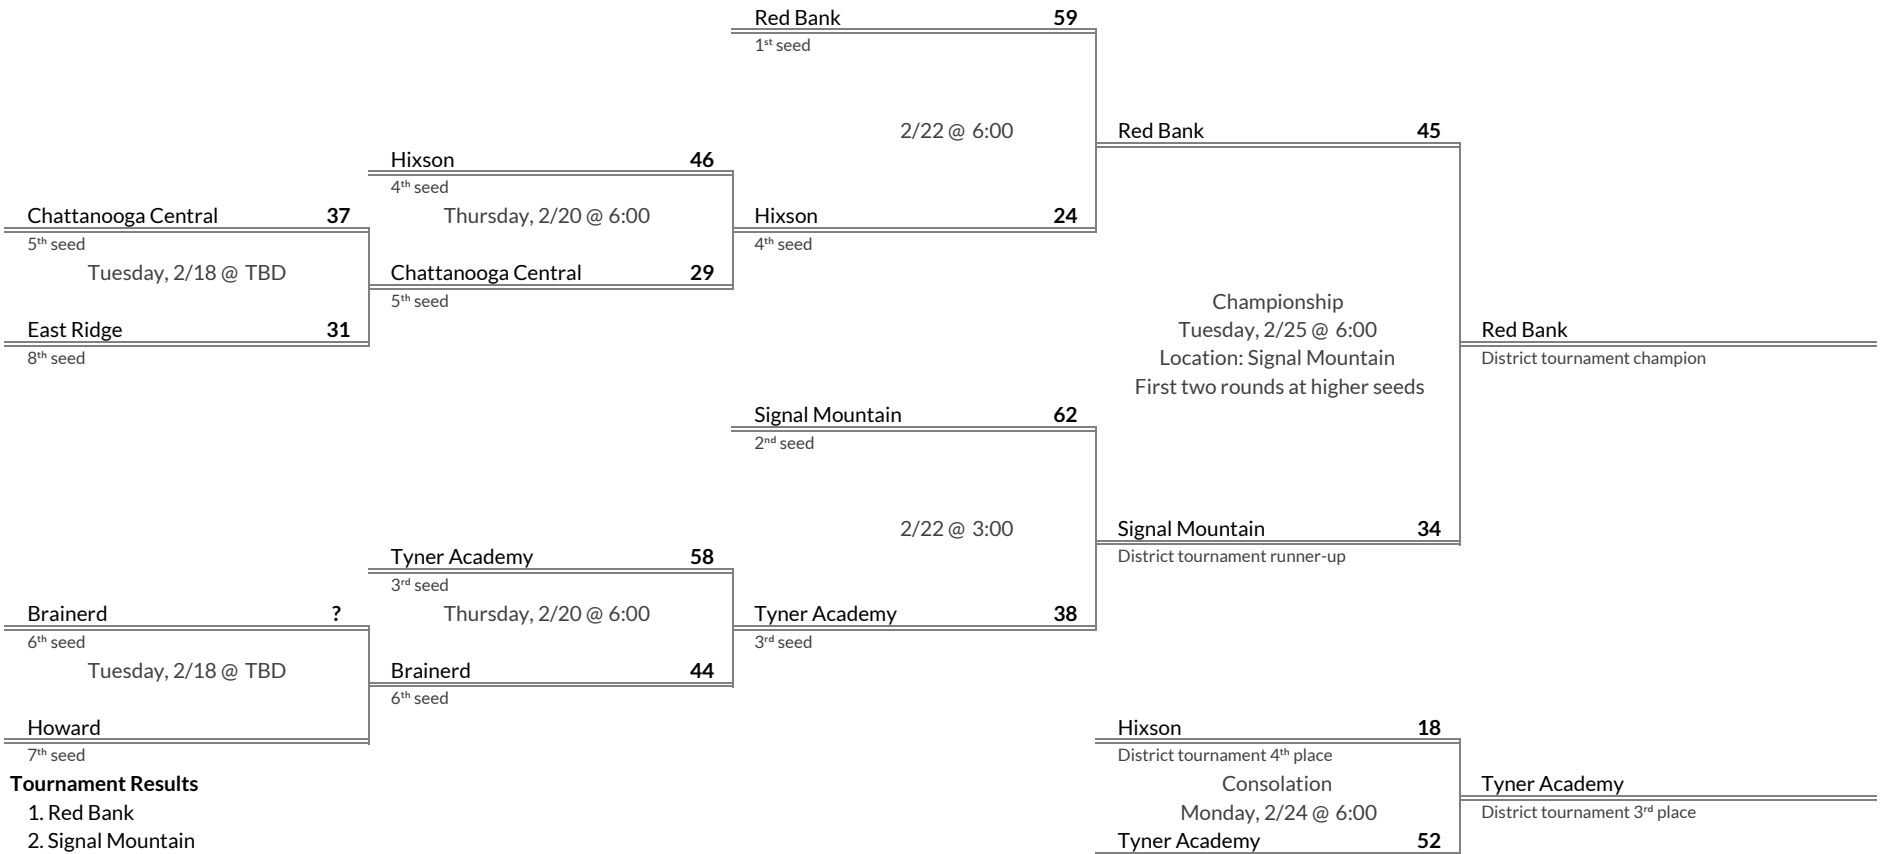 Red Bank 59
1st seed
2/22 @ 6:00
Red Bank 45
Hixson 46
4th seed
Chattanooga Central 37
Thursday, 2/20 @ 6:00
Hixson 24
5th seed
4th seed
Tuesday, 2/18 @ TBD
Chattanooga Central 29
5th seed
Championship
East Ridge 31
Tuesday, 2/25 @ 6:00
Red Bank
8th seed
Location: Signal Mountain
District tournament champion
First two rounds at higher seeds
Signal Mountain 62
2nd seed
2/22 @ 3:00
Signal Mountain 34
Tyner Academy 58
District tournament runner-up
3rd seed
Brainerd ?
Thursday, 2/20 @ 6:00
Tyner Academy 38
6th seed
3rd seed
Tuesday, 2/18 @ TBD
Brainerd 44
6th seed
Howard
Hixson 18
7th seed
District tournament 4th place
Tournament Results
Consolation
Tyner Academy
1. Red Bank
Monday, 2/24 @ 6:00
District tournament 3rd place
2. Signal Mountain
Tyner Academy 52